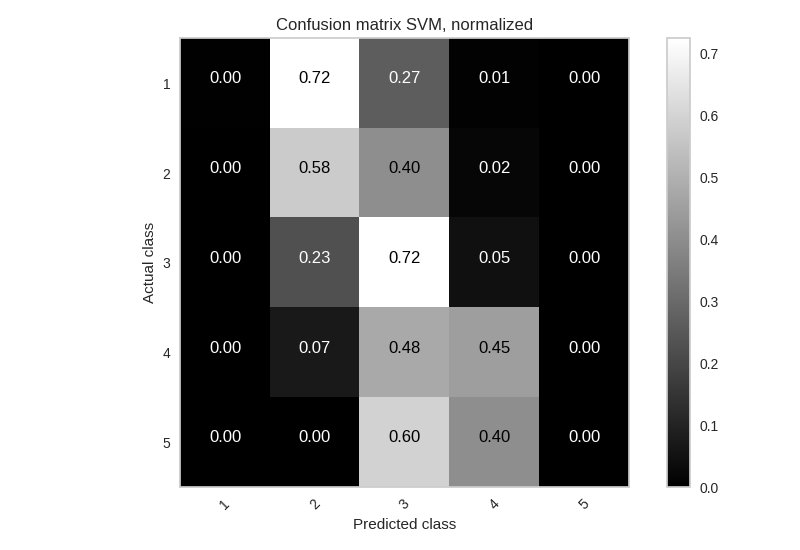 Confusion matrix SVM, normalized
1 0.00 0.72 0.27 0.01 0.00
2 0.00 0.58 0.40 0.02 0.00
3 0.00 0.23 0.72 0.05 0.00
4 0.00 0.07 0.48 0.45 0.00
5 0.00 0.00 0.60 0.40 0.00
Actual class
1 2 3 4 5
Predicted class
0.7
0.6
0.5
0.4
0.3
0.2
0.1
0.0